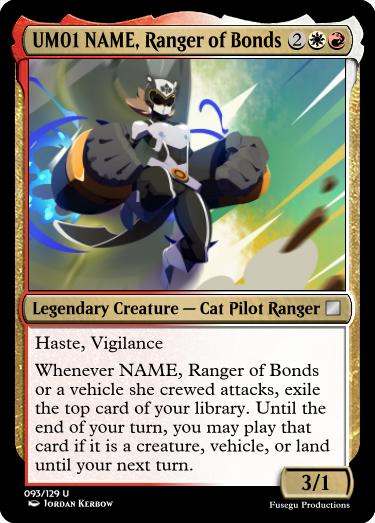 UM01 NAME, Ranger of Bonds 2
Legendary Creature — Cat Pilot Ranger
Haste, Vigilance
Whenever NAME, Ranger of Bonds
or a vehicle she crewed attacks, exile
the top card of your library. Until the
end of your turn, you may play that
card if it is a creature, vehicle, or land
until your next turn.
3/1
093/129 U
Jordan Kerbow
Fusegu Productions